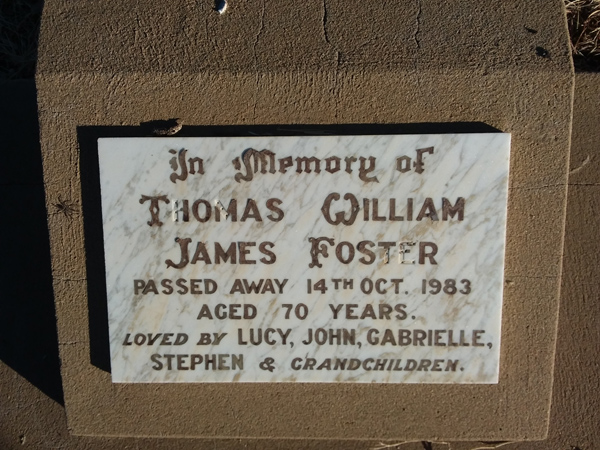 In Memory of
THOMAS WILLIAM
JAMES FOSTER
PASSED AWAY 14TH OCT. 1983
AGED 70 YEARS.
LOVED BY LUCY, JOHN, GABRIELLE,
STEPHEN & GRANDCHILDREN.